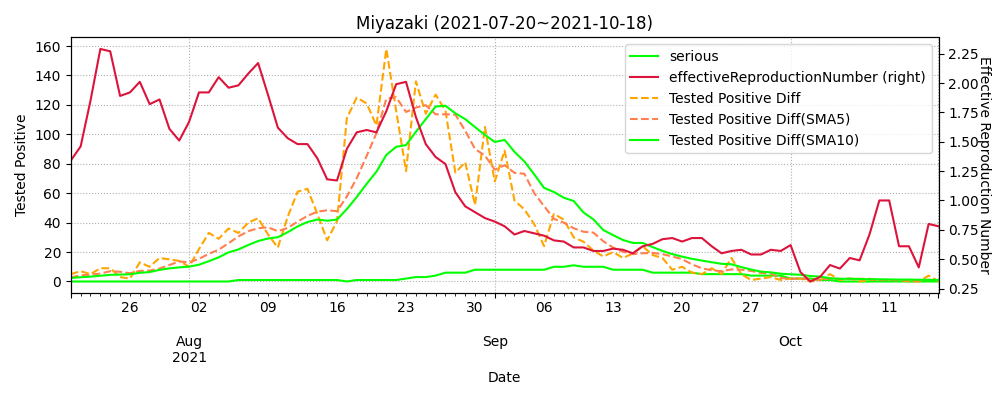 Miyazaki (2021-07-20~2021-10-18)
serious
effectiveReproductionNumber (right)
Tested Positive Diff
Tested Positive Diff(SMA5)
Tested Positive Diff(SMA10)
Tested Positive
160
140
120
100
80
60
40
20
0
Effective Reproduction Number
2.25
2.00
1.75
1.50
1.25
1.00
0.75
0.50
0.25
26 02 09 16 23 30 06 13 20 27 04 11
Aug Sep Oct
2021
Date